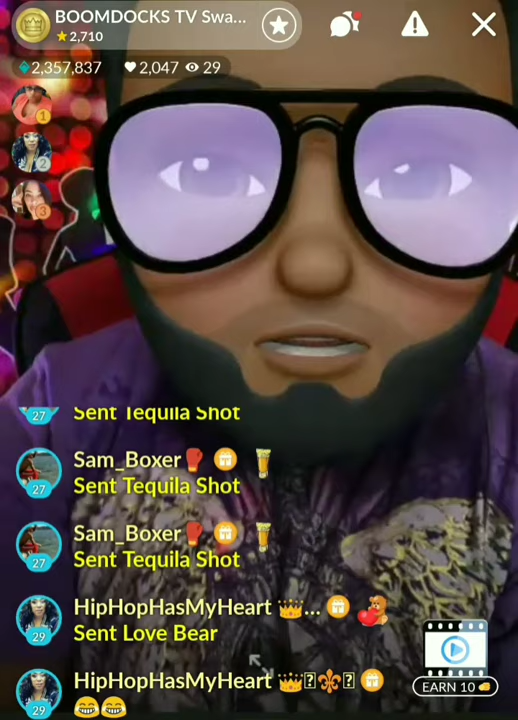 BOOMDOCKS TV Swa...
2,710
2,357,837 2,047 29
1
2
3
27 Sent Tequila Shot
Sam_Boxer
27 Sent Tequila Shot
Sam_Boxer
27 Sent Tequila Shot
HipHopHasMyHeart ...
29 Sent Love Bear
HipHopHasMyHeart
29
EARN 10